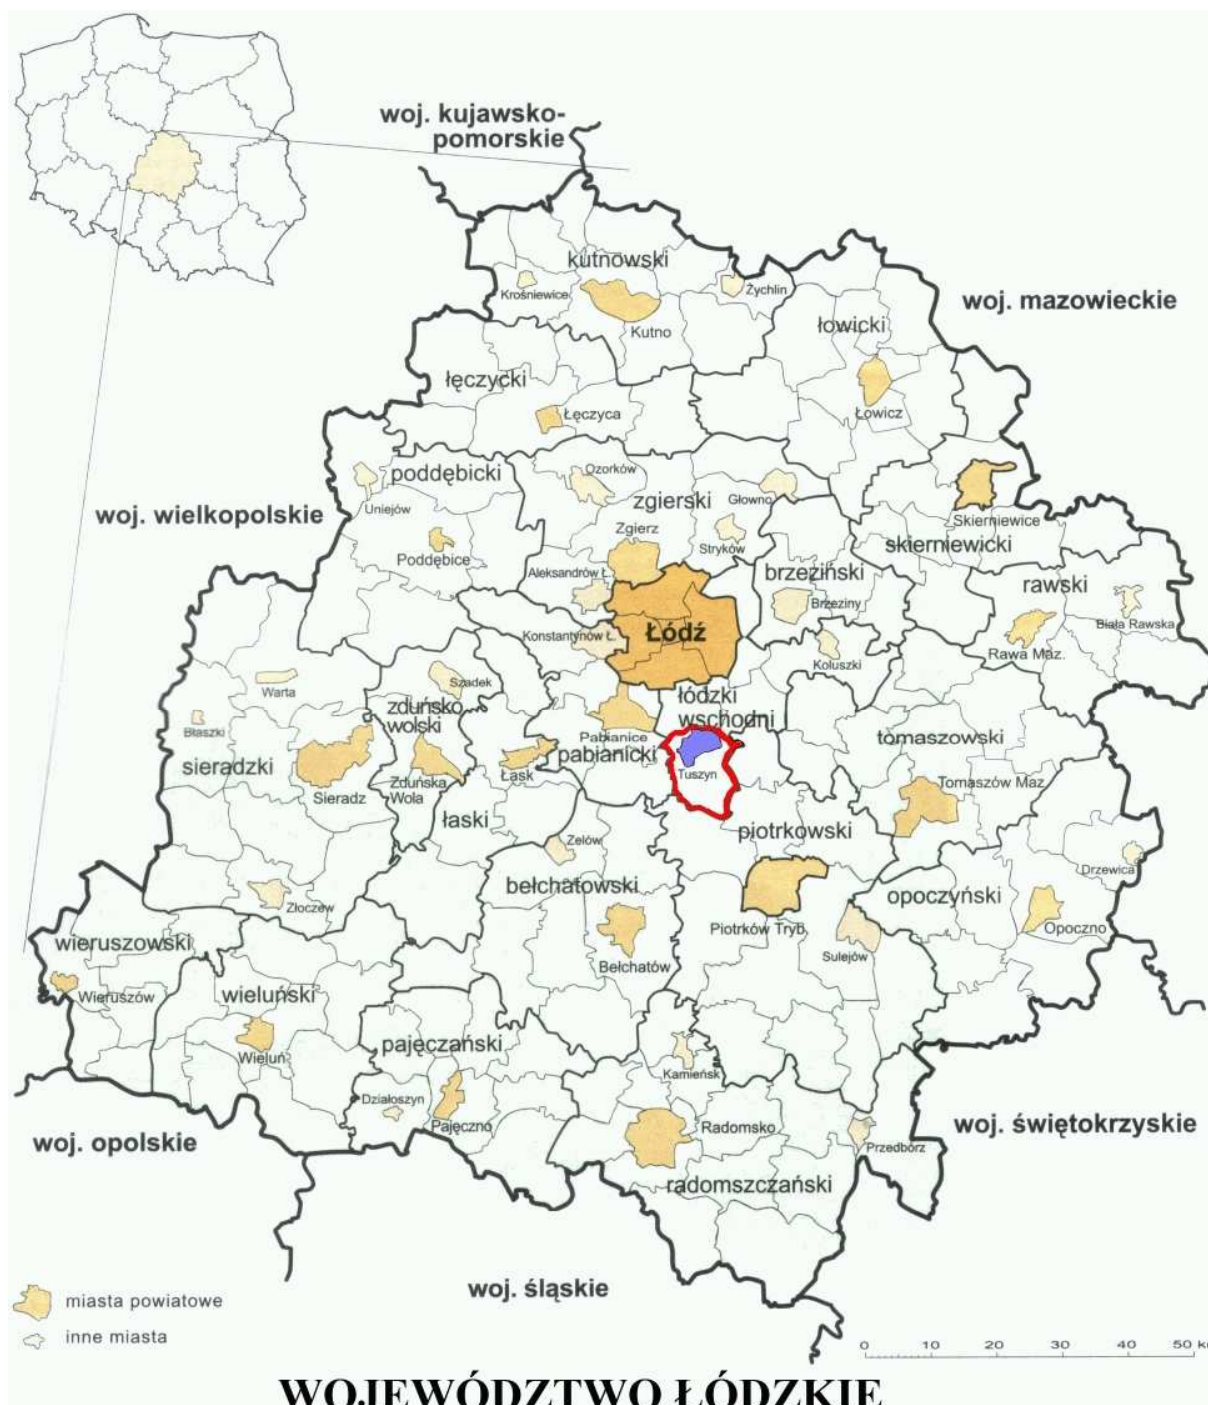 woj. kujawsko-
pomorskie
kutnowski
Krośniewice
Żychlin
woj. mazowieckie
Kutno
łowicki
łęczycki
Łęczyca
Łowicz
poddębicki
Ozorków
zgierski
Głowno
Uniejów
woj. wielkopolskie
Skierniewice
Zgierz
Stryków
skierniewicki
Poddębice
Aleksandrów Ł.
brzeziński
rawski
Brzeziny
Biała Rawska
Konstantynów Ł.
Łódź
Koluszki
Rawa Maz.
Szadek
Warta
łódzki
wschodni
zduńsko
wolski
Błaszki
Pabianice
tomaszowski
sieradzki
pabianicki
Łask
Tuszyn
Zduńska
Wola
Sieradz
Tomaszów Maz
łaski
piotrkowski
Zelów
Drzewica
bełchatowski
opoczyński
Złoczew
Piotrków Tryb.
Opoczno
wieruszowski
Sulejów
Bełchatów
Wieruszów
wieluński
pajęczański
Wieluń
Kamieńsk
Działoszyn
Pajęczno
Radomsko
woj. świętokrzyskie
woj. opolskie
Przedbórz
radomszczański
woj. śląskie
miasta powiatowe
inne miasta
0 10 20 30 40 50
WOJEWÓDZTWO ŁÓDZKIE